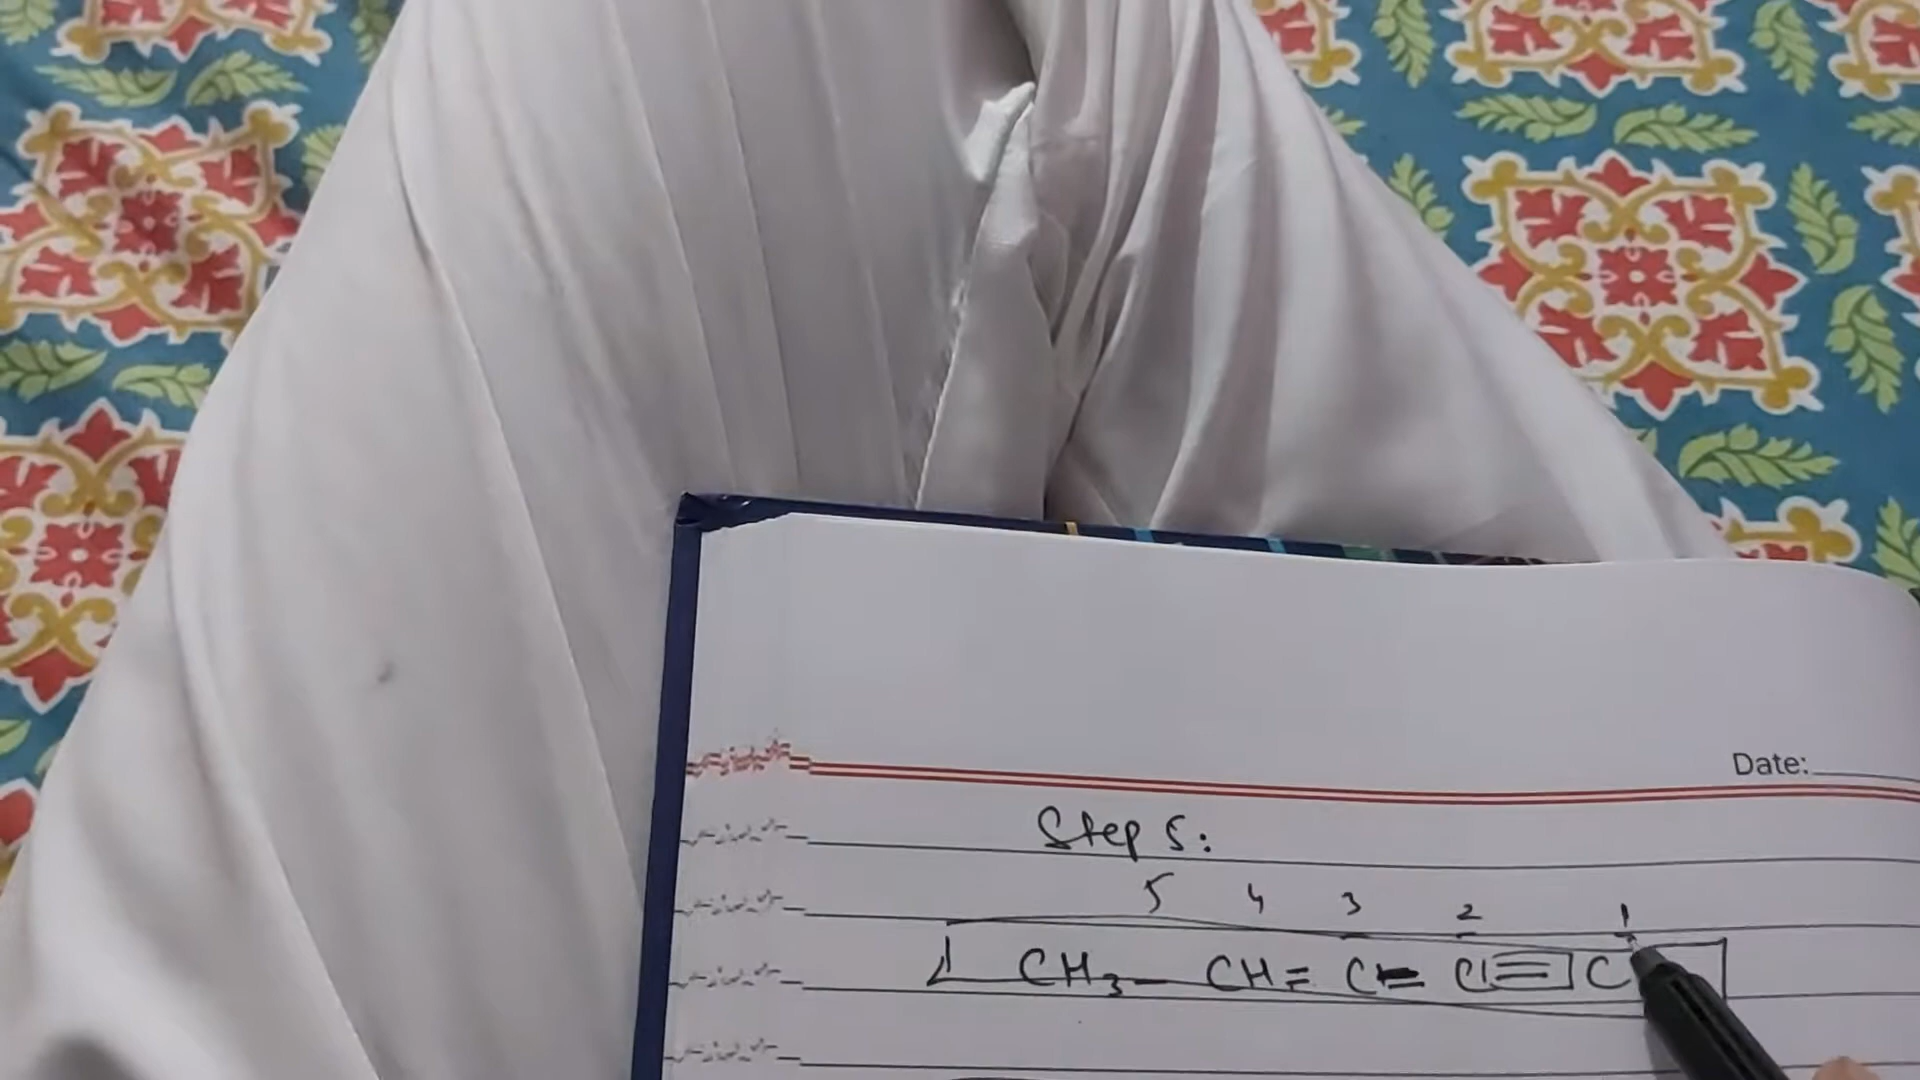 Date:
Step 5:
5 4 3 2 1
CH₃ — CH = C = C ≡ C